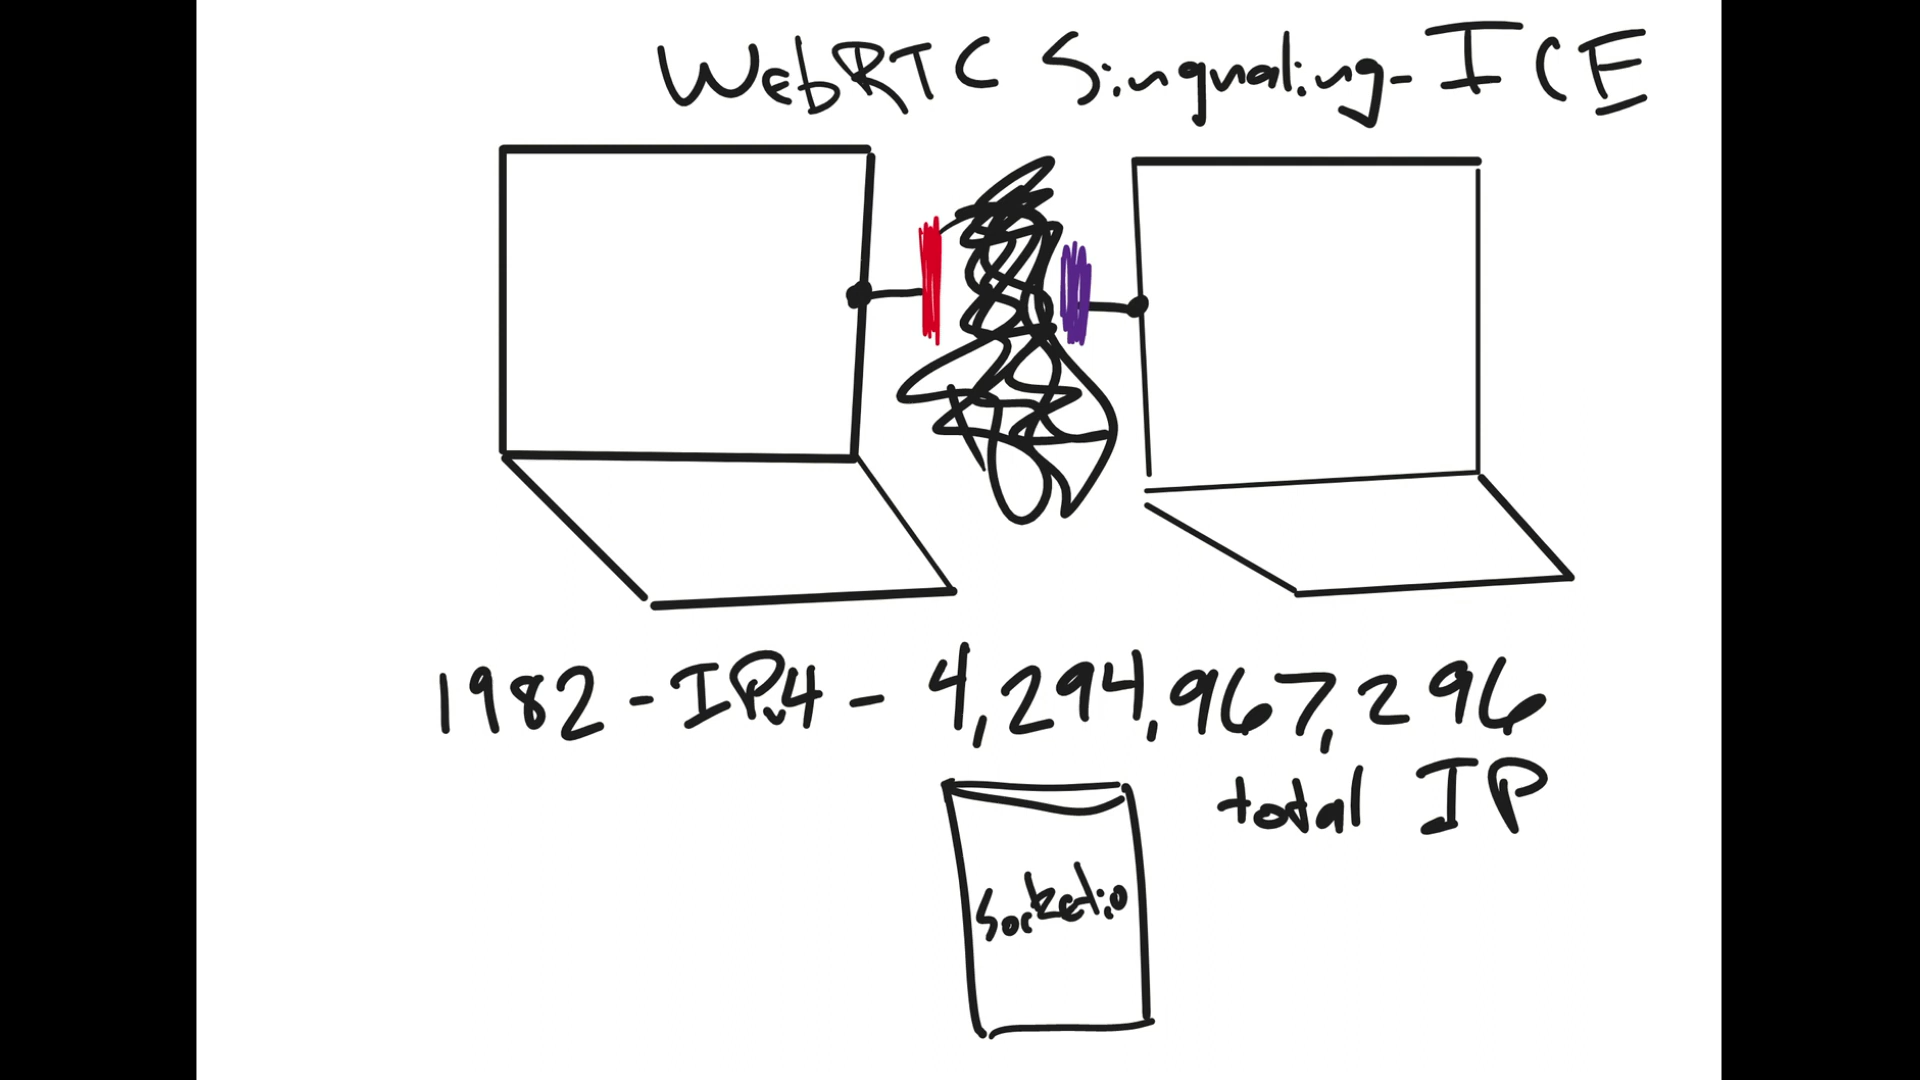 WebRTC Singnaling-ICE
1982 - IPv4 - 4,294,967,296
total IP
Socket.io